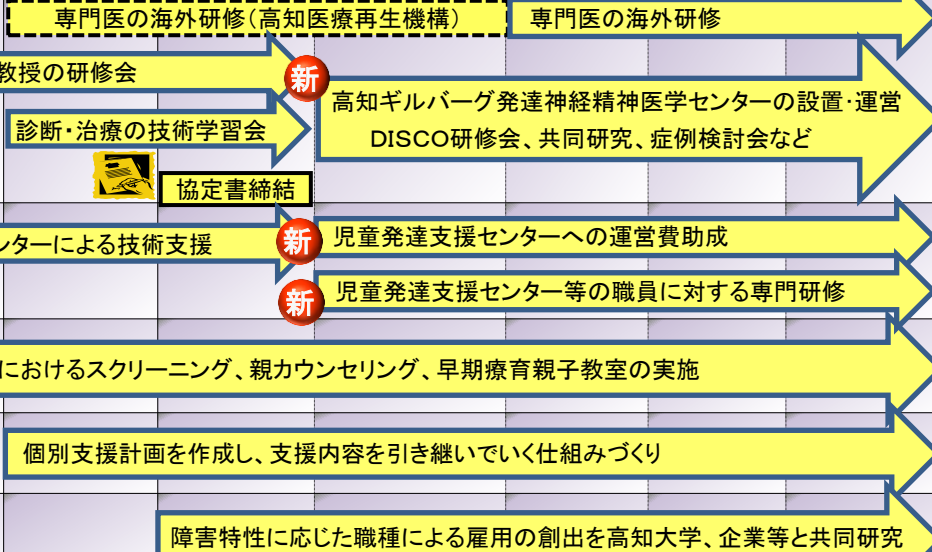 専門医の海外研修（高知医療再生機構）
専門医の海外研修
教授の研修会
新
高知ギルバーグ発達神経精神医学センターの設置・運営
DISCO研修会、共同研究、症例検討会など
診断・治療の技術学習会
協定書締結
ンターによる技術支援
新
児童発達支援センターへの運営費助成
新
児童発達支援センター等の職員に対する専門研修
におけるスクリーニング、親カウンセリング、早期療育親子教室の実施
個別支援計画を作成し、支援内容を引き継いでいく仕組みづくり
障害特性に応じた職種による雇用の創出を高知大学、企業等と共同研究